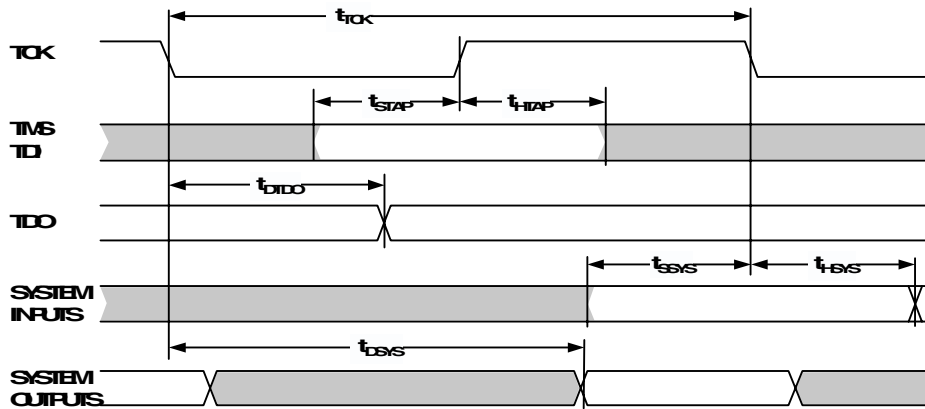 tTCK
TCK
tSTAP
tHTAP
TMS
TDI
tDTDO
TDO
tSSYS
tHSYS
SYSTEM
INPUTS
tDSYS
SYSTEM
OUTPUTS